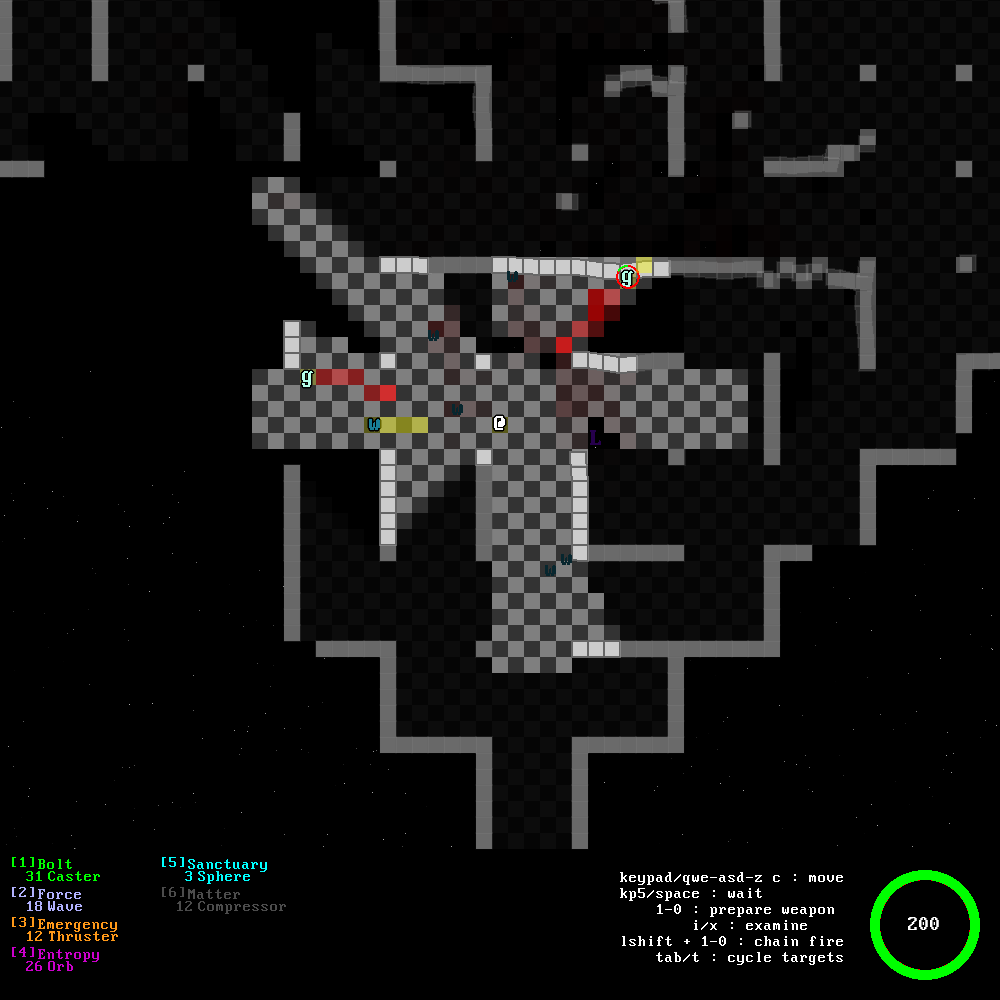 w
g
w
g
w
w
@
L
w
w
[1]Bolt
31 Caster
[2]Force
18 Wave
[3]Emergency
12 Thruster
[4]Entropy
26 Orb
[5]Sanctuary
3 Sphere
[6]Matter
12 Compressor
keypad/qwe-asd-z c : move
kp5/space : wait
1-0 : prepare weapon
i/x : examine
lshift + 1-0 : chain fire
tab/t : cycle targets
200